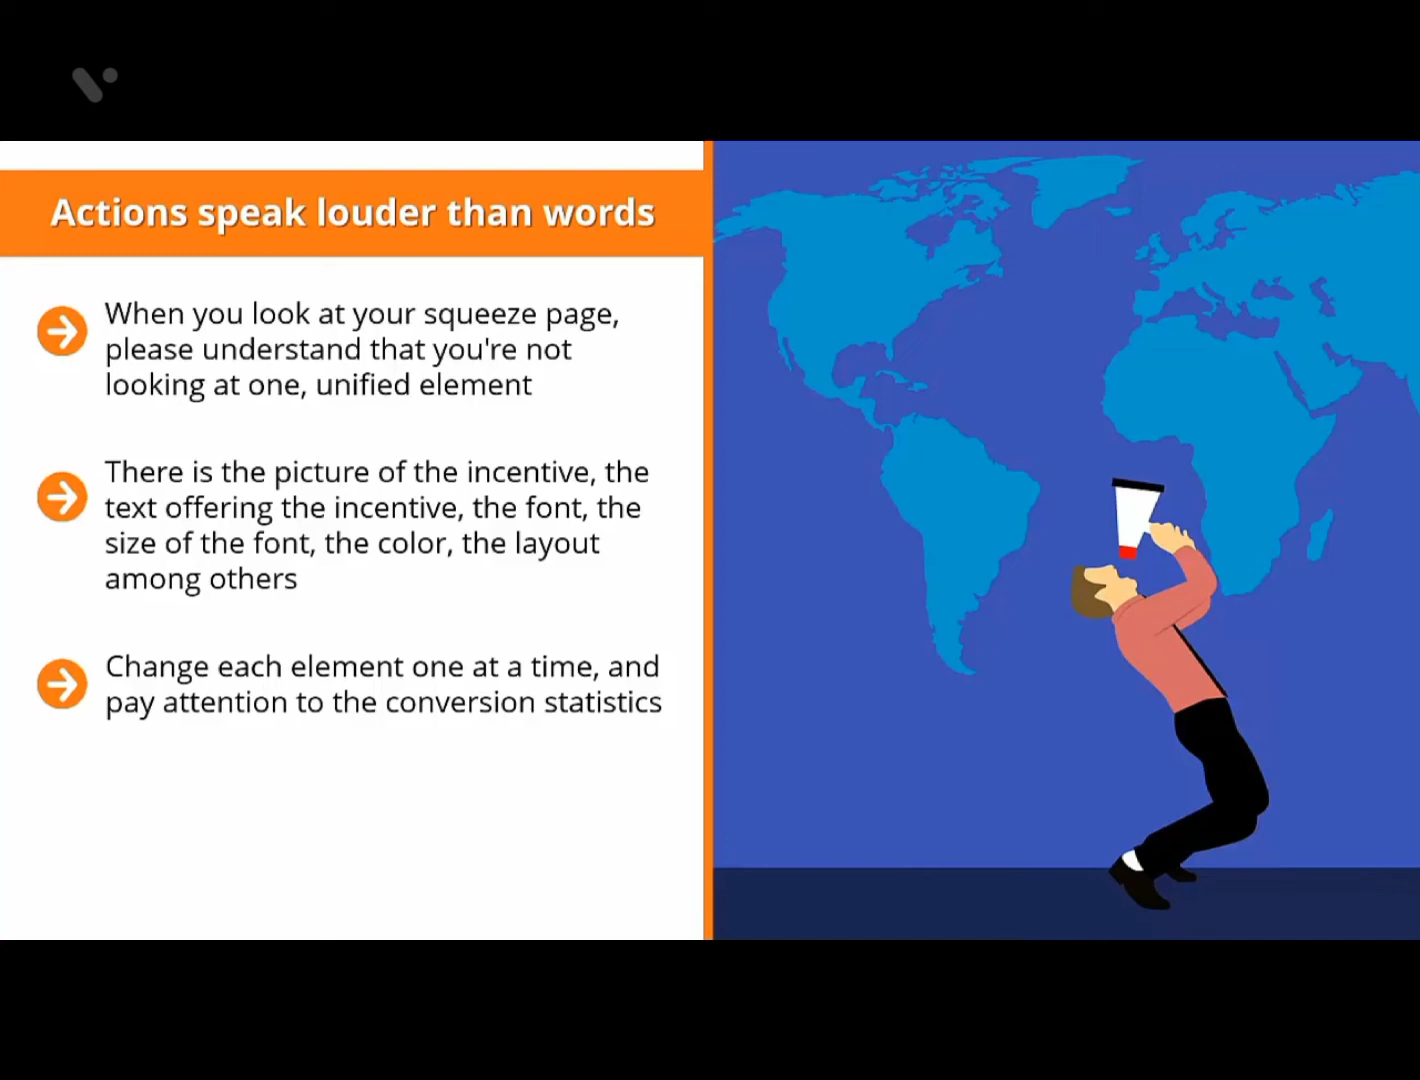 Actions speak louder than words
When you look at your squeeze page,
please understand that you're not
looking at one, unified element
There is the picture of the incentive, the
text offering the incentive, the font, the
size of the font, the color, the layout
among others
Change each element one at a time, and
pay attention to the conversion statistics